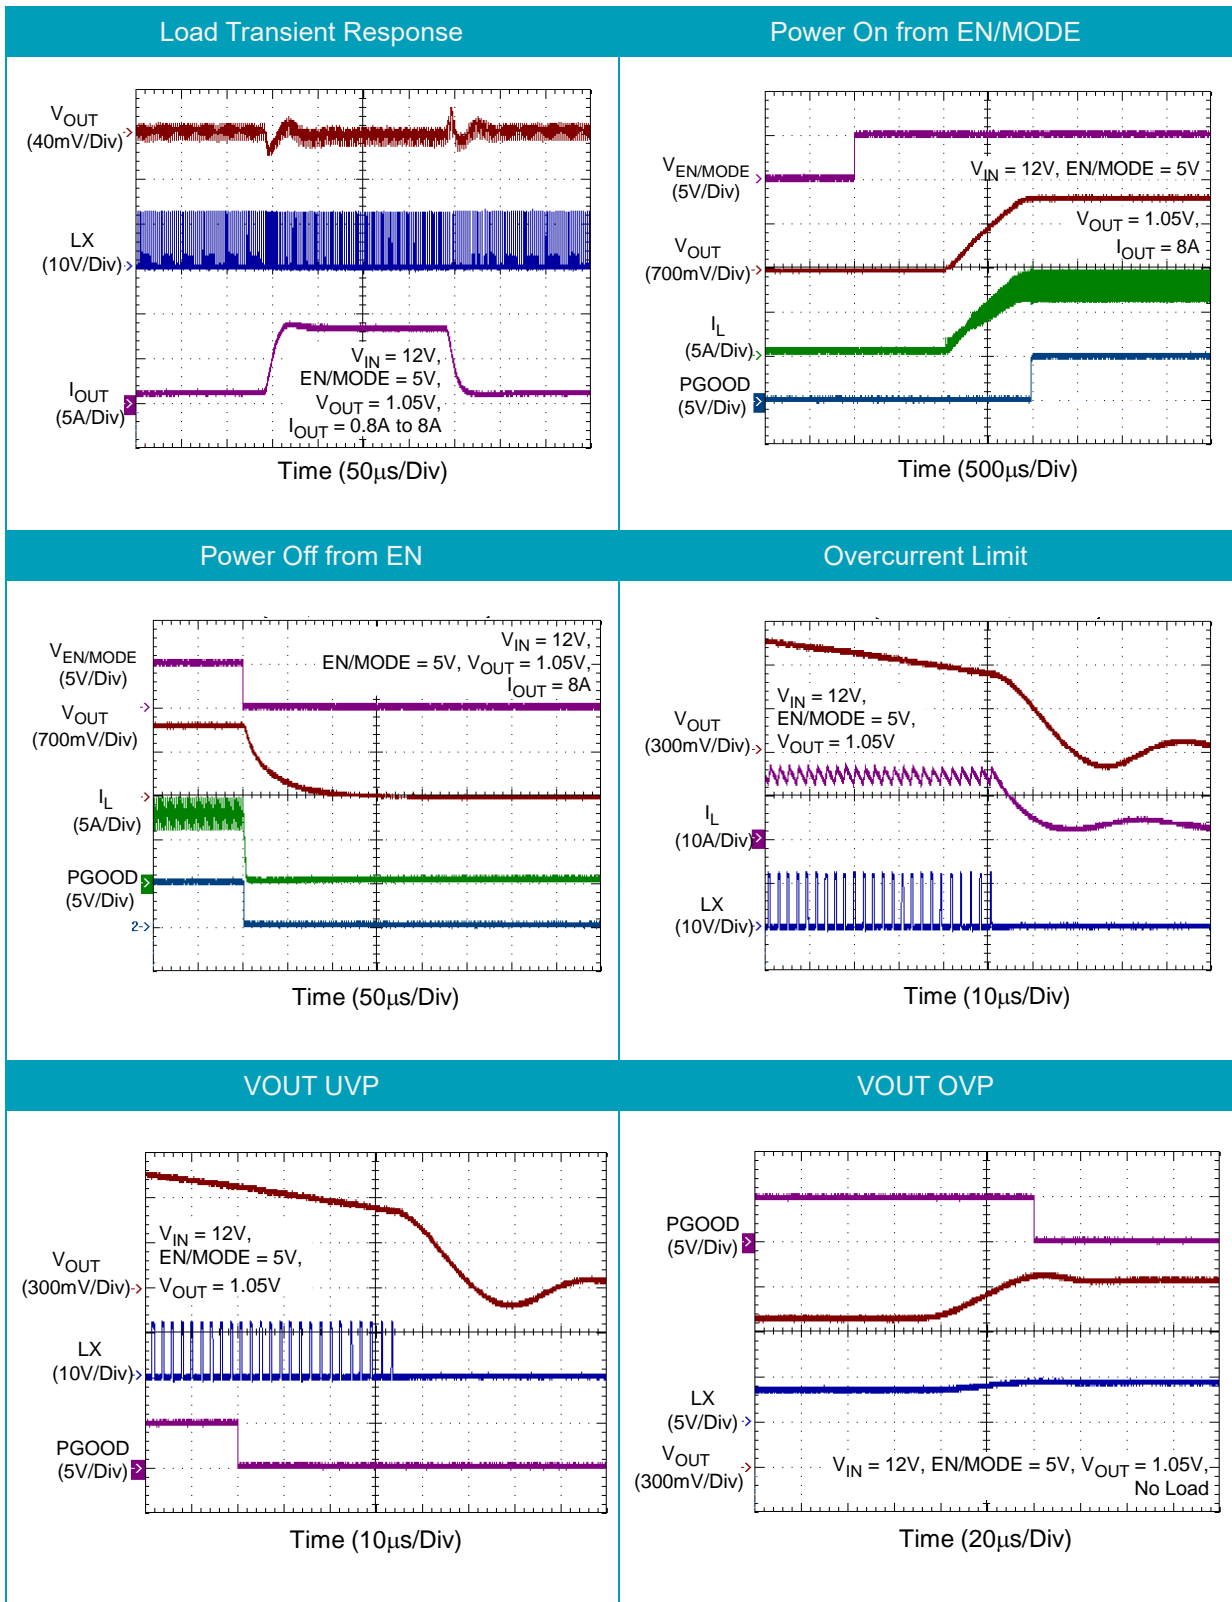 Load Transient Response
VOUT
(40mV/Div)
LX
(10V/Div)
IOUT
(5A/Div)
VIN = 12V,
EN/MODE = 5V,
VOUT = 1.05V,
IOUT = 0.8A to 8A
Time (50μs/Div)
Power On from EN/MODE
VEN/MODE
(5V/Div)
VOUT
(700mV/Div)
IL
(5A/Div)
PGOOD
(5V/Div)
VIN = 12V, EN/MODE = 5V
VOUT = 1.05V,
IOUT = 8A
Time (500μs/Div)
Power Off from EN
VEN/MODE
(5V/Div)
VOUT
(700mV/Div)
IL
(5A/Div)
PGOOD
(5V/Div)
2
VIN = 12V,
EN/MODE = 5V, VOUT = 1.05V,
IOUT = 8A
Time (50μs/Div)
Overcurrent Limit
VOUT
(300mV/Div)
IL
(10A/Div)
LX
(10V/Div)
VIN = 12V,
EN/MODE = 5V,
VOUT = 1.05V
Time (10μs/Div)
VOUT UVP
VOUT
(300mV/Div)
LX
(10V/Div)
PGOOD
(5V/Div)
VIN = 12V,
EN/MODE = 5V,
VOUT = 1.05V
Time (10μs/Div)
VOUT OVP
PGOOD
(5V/Div)
LX
(5V/Div)
VOUT
(300mV/Div)
VIN = 12V, EN/MODE = 5V, VOUT = 1.05V,
No Load
Time (20μs/Div)